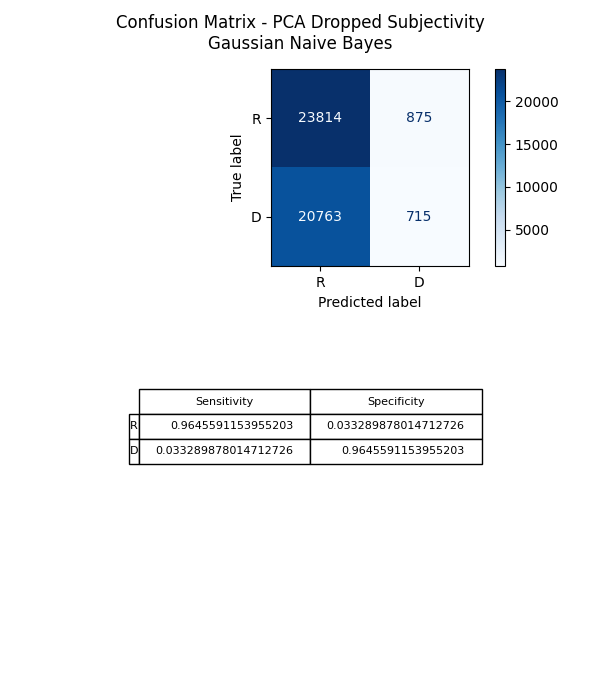 Confusion Matrix - PCA Dropped Subjectivity
Gaussian Naive Bayes
R 23814 875
D 20763 715
R D
True label
Predicted label
20000
15000
10000
5000
Sensitivity Specificity
R 0.9645591153955203 0.033289878014712726
D 0.033289878014712726 0.9645591153955203